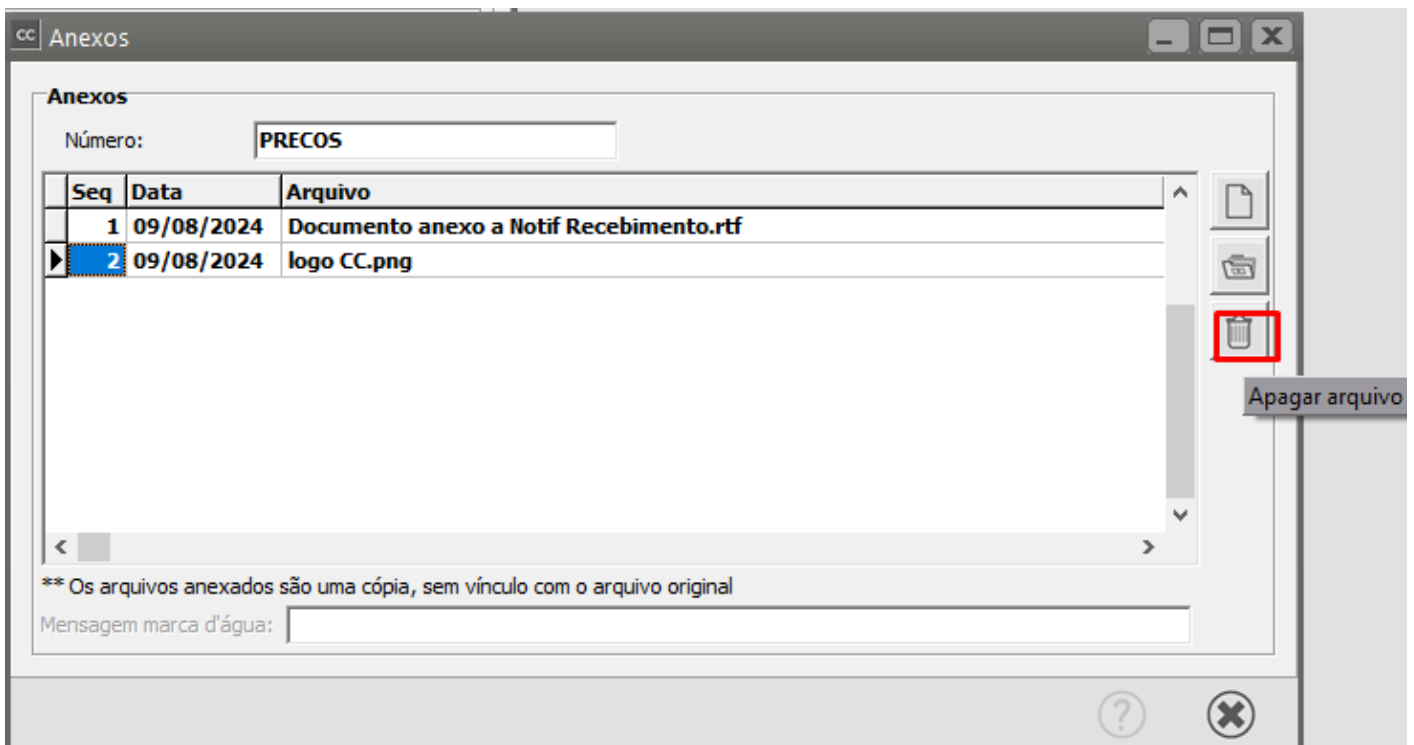 CC Anexos
Anexos
Número: PRECOS
Seq Data Arquivo
1 09/08/2024 Documento anexo a Notif Recebimento.rtf
2 09/08/2024 logo CC.png
Apagar arquivo
** Os arquivos anexados são uma cópia, sem vínculo com o arquivo original
Mensagem marca d'água:
?